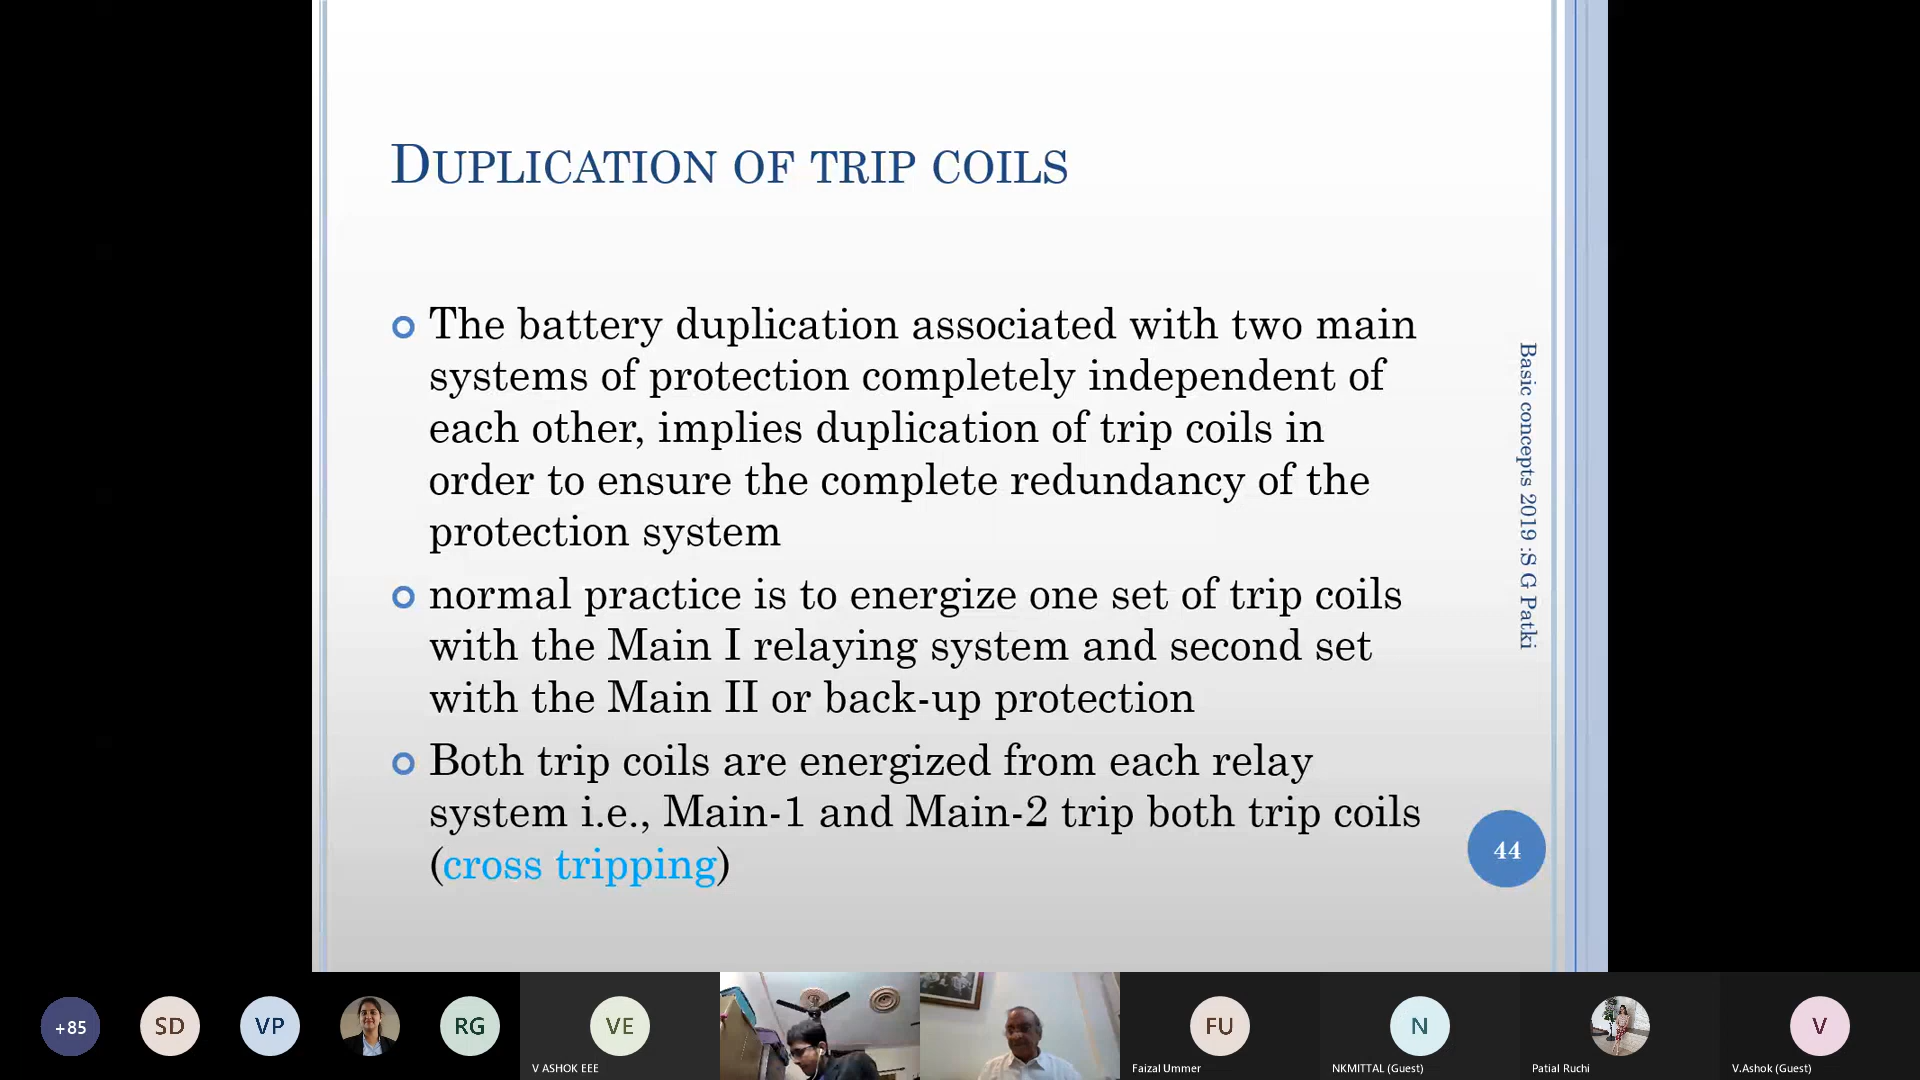 DUPLICATION OF TRIP COILS
The battery duplication associated with two main
systems of protection completely independent of
each other, implies duplication of trip coils in
order to ensure the complete redundancy of the
protection system
normal practice is to energize one set of trip coils
with the Main I relaying system and second set
with the Main II or back-up protection
Both trip coils are energized from each relay
system i.e., Main-1 and Main-2 trip both trip coils
(cross tripping)
Basic concepts 2019 :S G Patki
44
+85
SD
VP
RG
VE
V ASHOK EEE
FU
Faizal Ummer
N
NKMITTAL (Guest)
Patial Ruchi
V
V.Ashok (Guest)